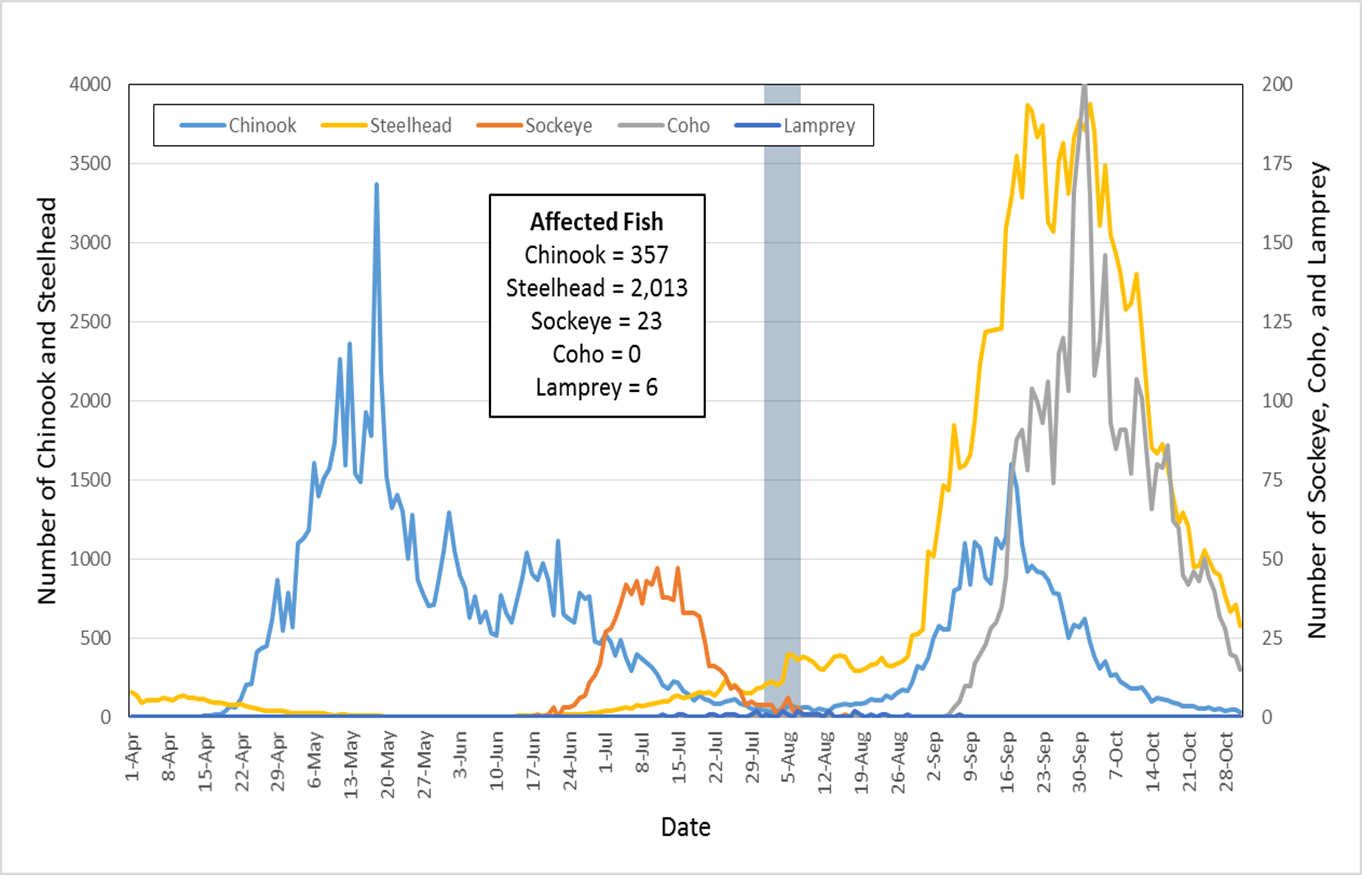 4000
3500
3000
2500
2000
1500
1000
500
0
Number of Chinook and Steelhead
Chinook
Steelhead
Sockeye
Coho
Lamprey
Affected Fish
Chinook = 357
Steelhead = 2,013
Sockeye = 23
Coho = 0
Lamprey = 6
200
175
150
125
100
75
50
25
0
Number of Sockeye, Coho, and Lamprey
1-Apr
8-Apr
15-Apr
22-Apr
29-Apr
6-May
13-May
20-May
27-May
3-Jun
10-Jun
17-Jun
24-Jun
1-Jul
8-Jul
15-Jul
22-Jul
29-Jul
5-Aug
12-Aug
19-Aug
26-Aug
2-Sep
9-Sep
16-Sep
23-Sep
30-Sep
7-Oct
14-Oct
21-Oct
28-Oct
Date